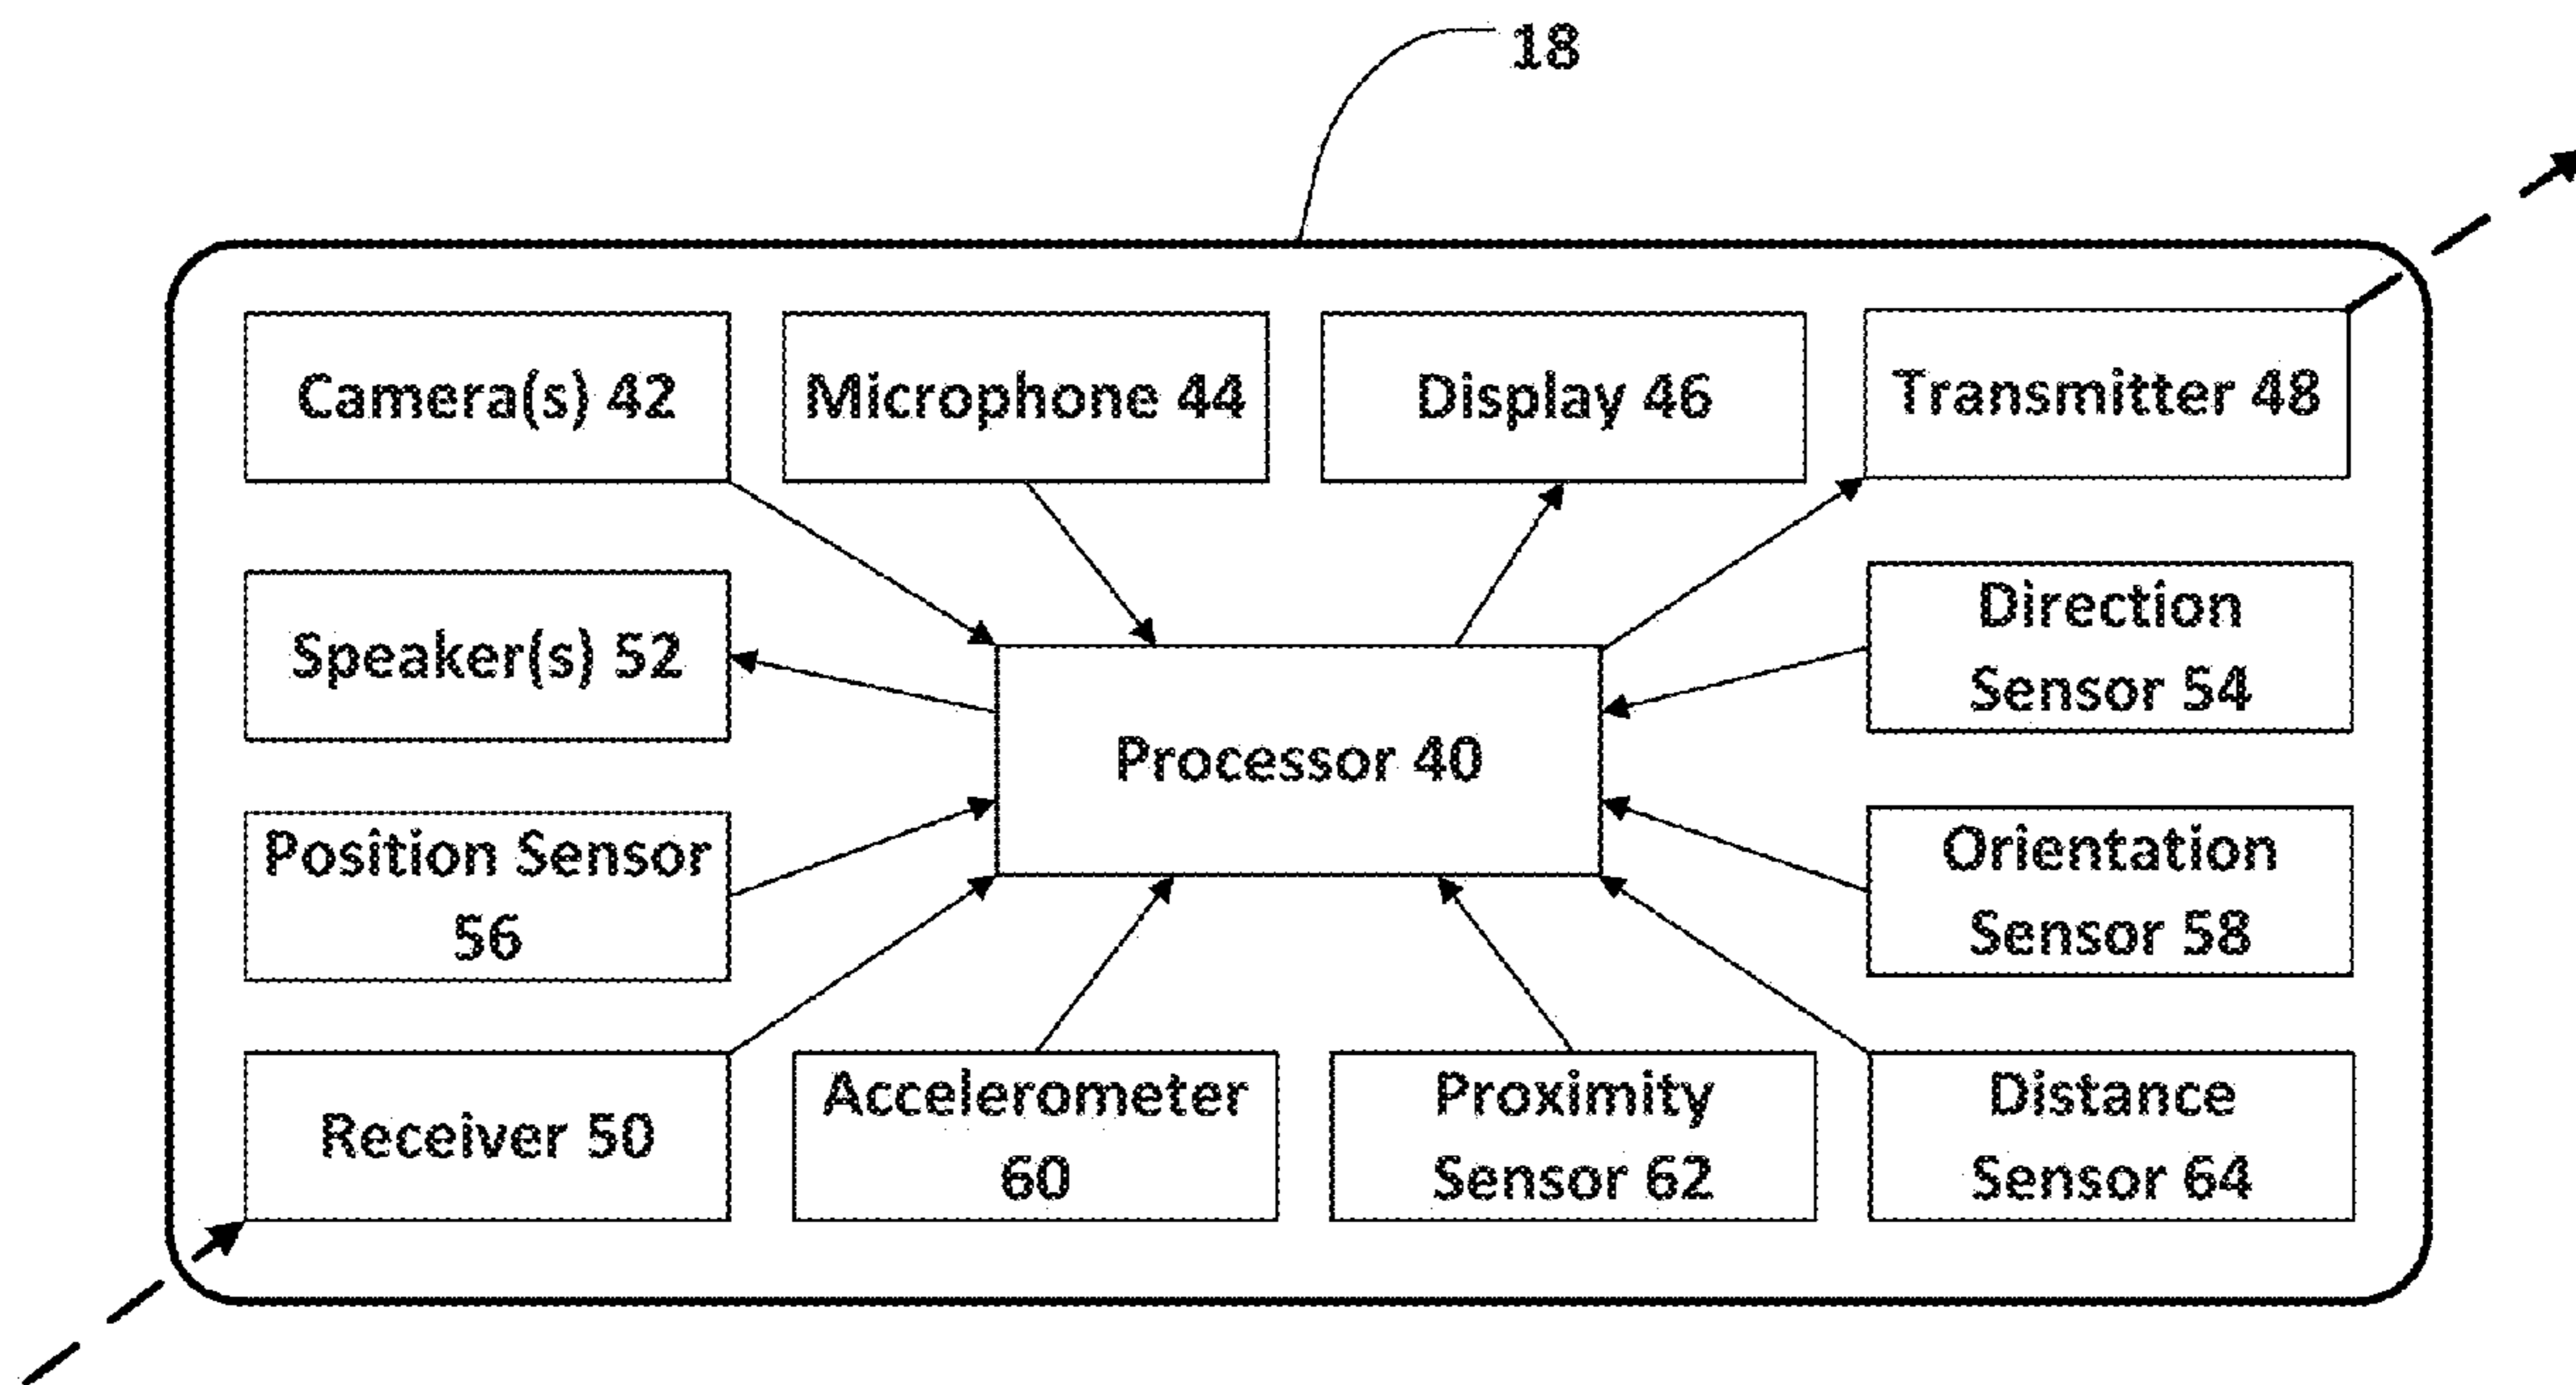 18
Camera(s) 42
Microphone 44
Display 46
Transmitter 48
Speaker(s) 52
Direction
Sensor 54
Processor 40
Position Sensor
56
Orientation
Sensor 58
Receiver 50
Accelerometer
60
Proximity
Sensor 62
Distance
Sensor 64